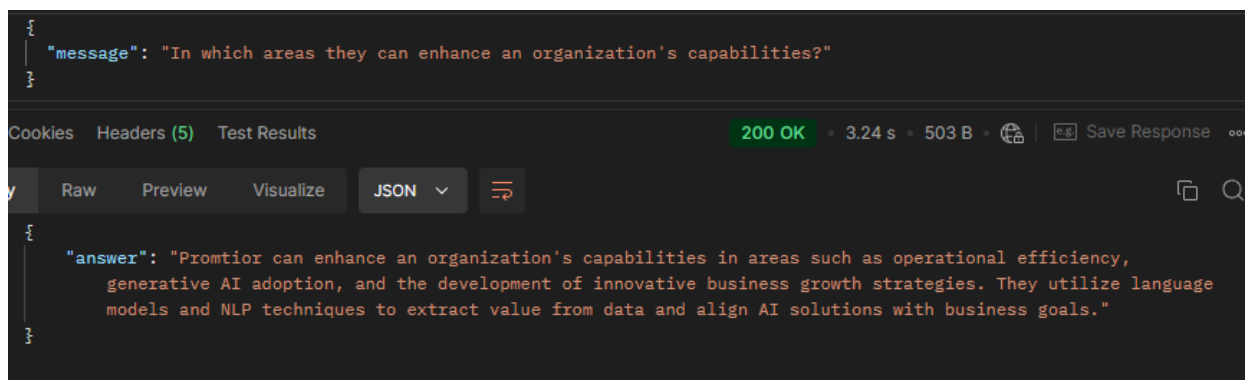 {
"message": "In which areas they can enhance an organization's capabilities?"
}
Cookies Headers (5) Test Results 200 OK • 3.24 s • 503 B • e.g. Save Response
y Raw Preview Visualize JSON
{
"answer": "Promtior can enhance an organization's capabilities in areas such as operational efficiency,
generative AI adoption, and the development of innovative business growth strategies. They utilize language
models and NLP techniques to extract value from data and align AI solutions with business goals."
}